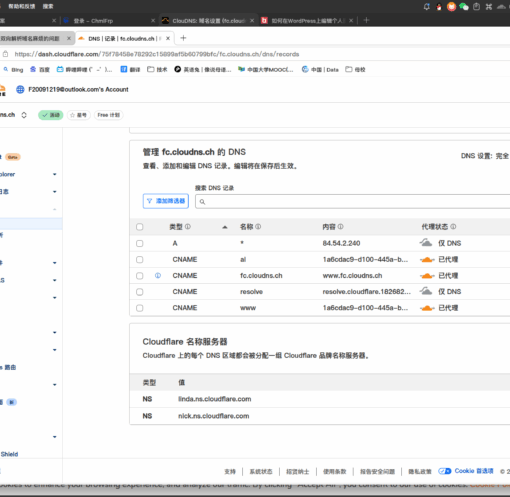 帮助和反馈 搜索
双向解析域名麻烦的问题
登录 – ChmlFrp
ClouDNS: 域名设置 (fc.cloudns
如何在WordPress上编辑个人
DNS | 记录 | fc.cloudns.ch | F
https://dash.cloudflare.com/75f78458e78292c15899ef5b60799bfc/fc.cloudns.ch/dns/records
Bing 百度 翻译 技术 英语兔 中国大学MOOC(... 中国 | Data 母校
F20091219@outlook.com's Account
ns.ch 活动 星号 Free 计划
Beta
plorer
日志
管理 fc.cloudns.ch 的 DNS
查看、添加和编辑 DNS 记录。编辑将在保存后生效。
DNS 设置: 完全
搜索 DNS 记录
添加筛选器
类型 名称 内容 代理状态
A * 84.54.2.240 仅 DNS
CNAME ai 1a6cdac9-d100-445a-b... 已代理
CNAME fc.cloudns.ch www.fc.cloudns.ch 已代理
CNAME resolve resolve.cloudflare.182682... 仅 DNS
CNAME www 1a6cdac9-d100-445a-b... 已代理
Cloudflare 名称服务器
Cloudflare 上的每个 DNS 区域都会被分配一组 Cloudflare 品牌名称服务器。
类型 值
NS linda.ns.cloudflare.com
NS nick.ns.cloudflare.com
s 路由
新
Shield
支持 系统状态 经营纳士 使用条款 报告安全问题 隐私政策 Cookie 首选项 © 2
ookies to enhance your browsing experience, and analyze our traffic. By clicking "Accept All", you consent to our use of cookies.